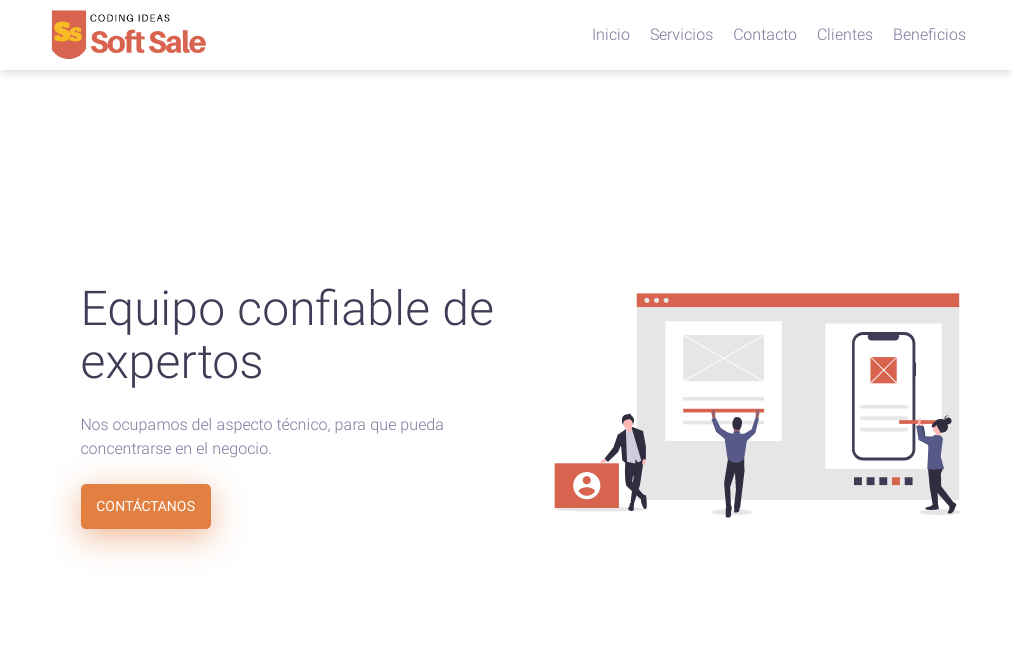 Ss
CODING IDEAS
Soft Sale
Inicio Servicios Contacto Clientes Beneficios
Equipo confiable de
expertos
Nos ocupamos del aspecto técnico, para que pueda
concentrarse en el negocio.
CONTÁCTANOS